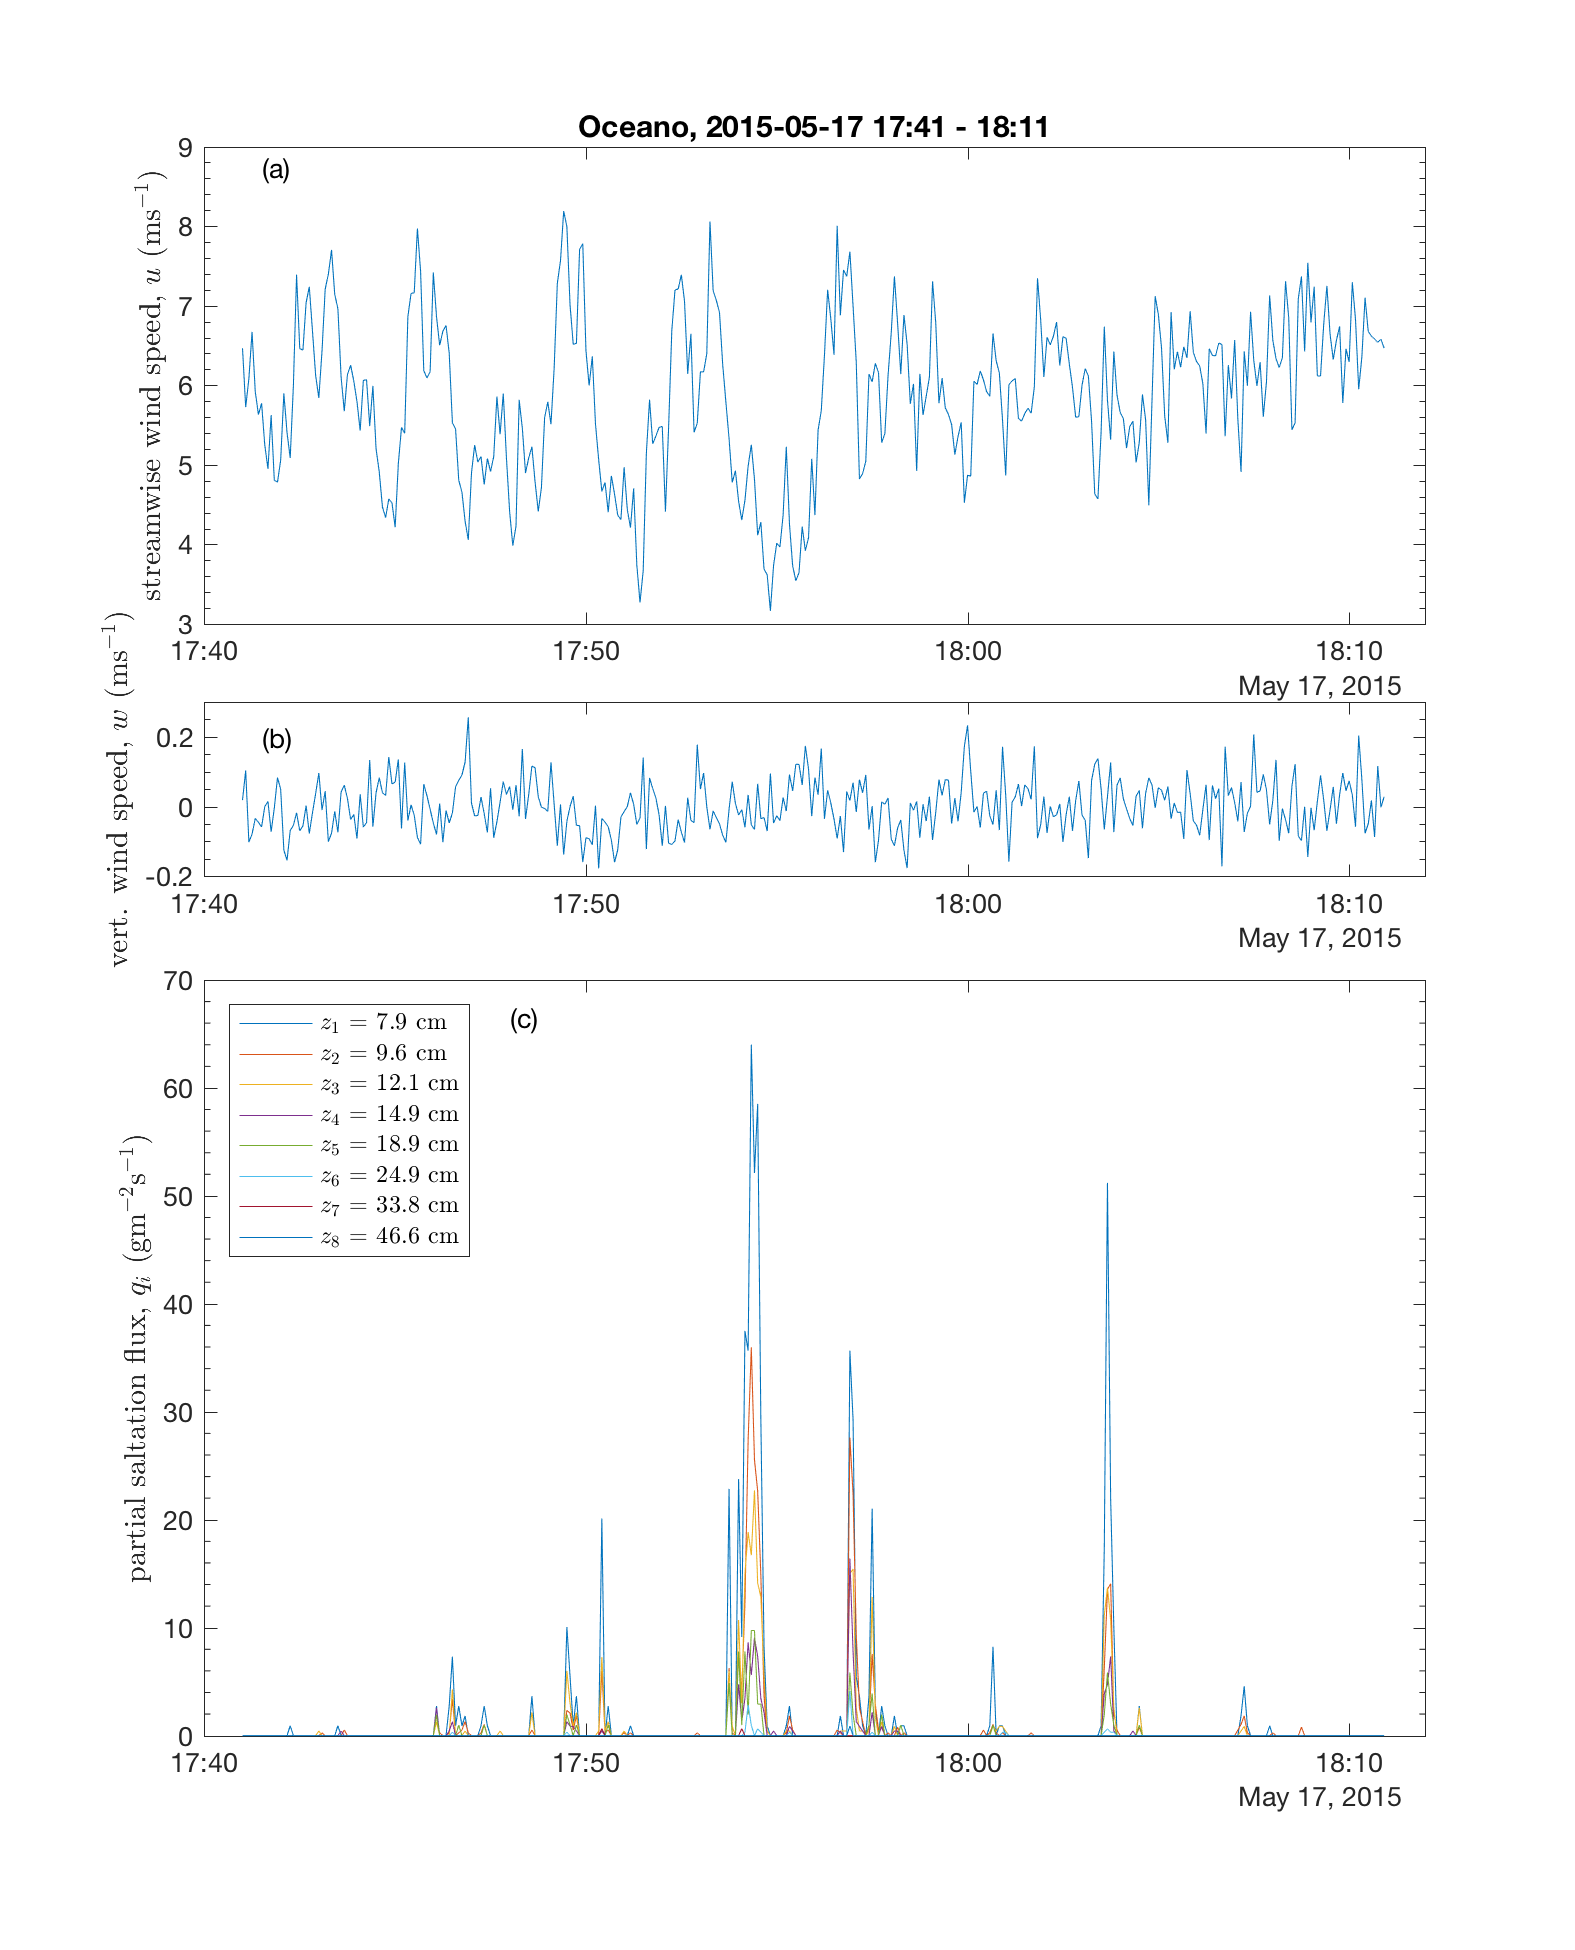 Oceano, 2015-05-17 17:41 - 18:11
(a)
streamwise wind speed, u (ms−1)
9
8
7
6
5
4
3
17:40 17:50 18:00 18:10
May 17, 2015
(b)
vert. wind speed, w (ms−1)
0.2
0
-0.2
17:40 17:50 18:00 18:10
May 17, 2015
(c)
partial saltation flux, qi (gm−2s−1)
70
60
50
40
30
20
10
0
z1 = 7.9 cm
z2 = 9.6 cm
z3 = 12.1 cm
z4 = 14.9 cm
z5 = 18.9 cm
z6 = 24.9 cm
z7 = 33.8 cm
z8 = 46.6 cm
17:40 17:50 18:00 18:10
May 17, 2015